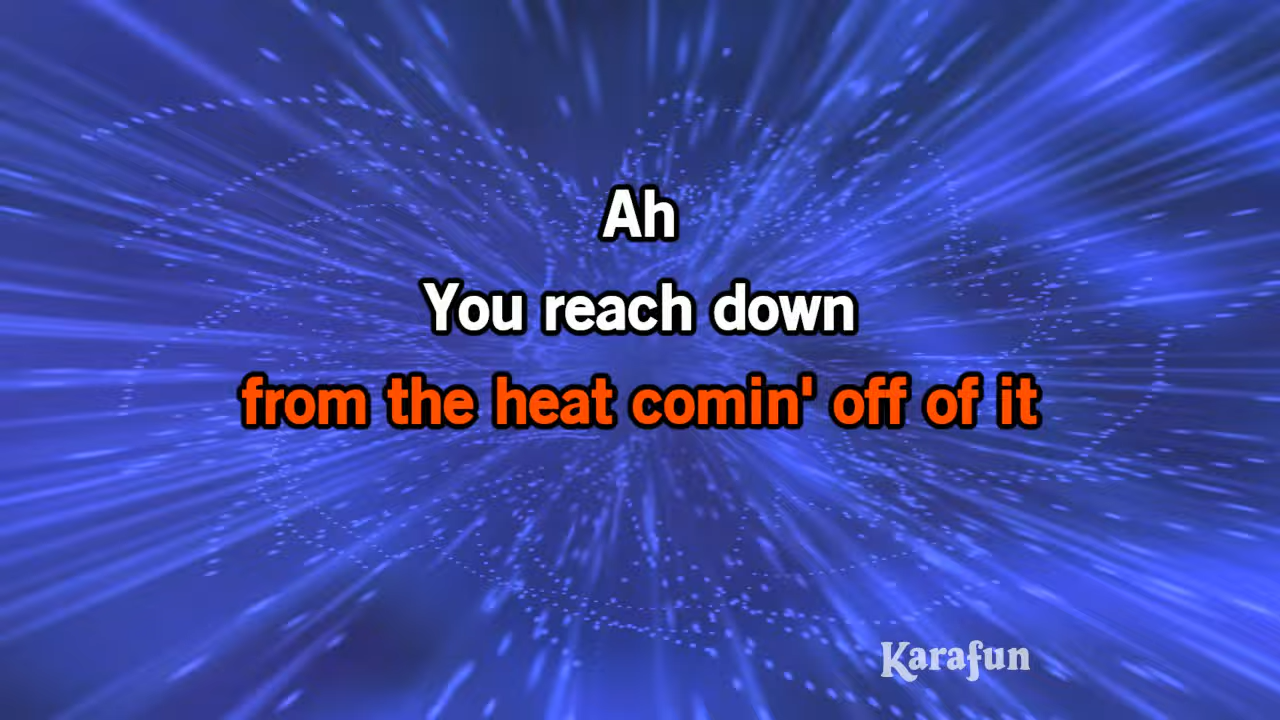 Ah
You reach down
from the heat comin' off of it
Karafun